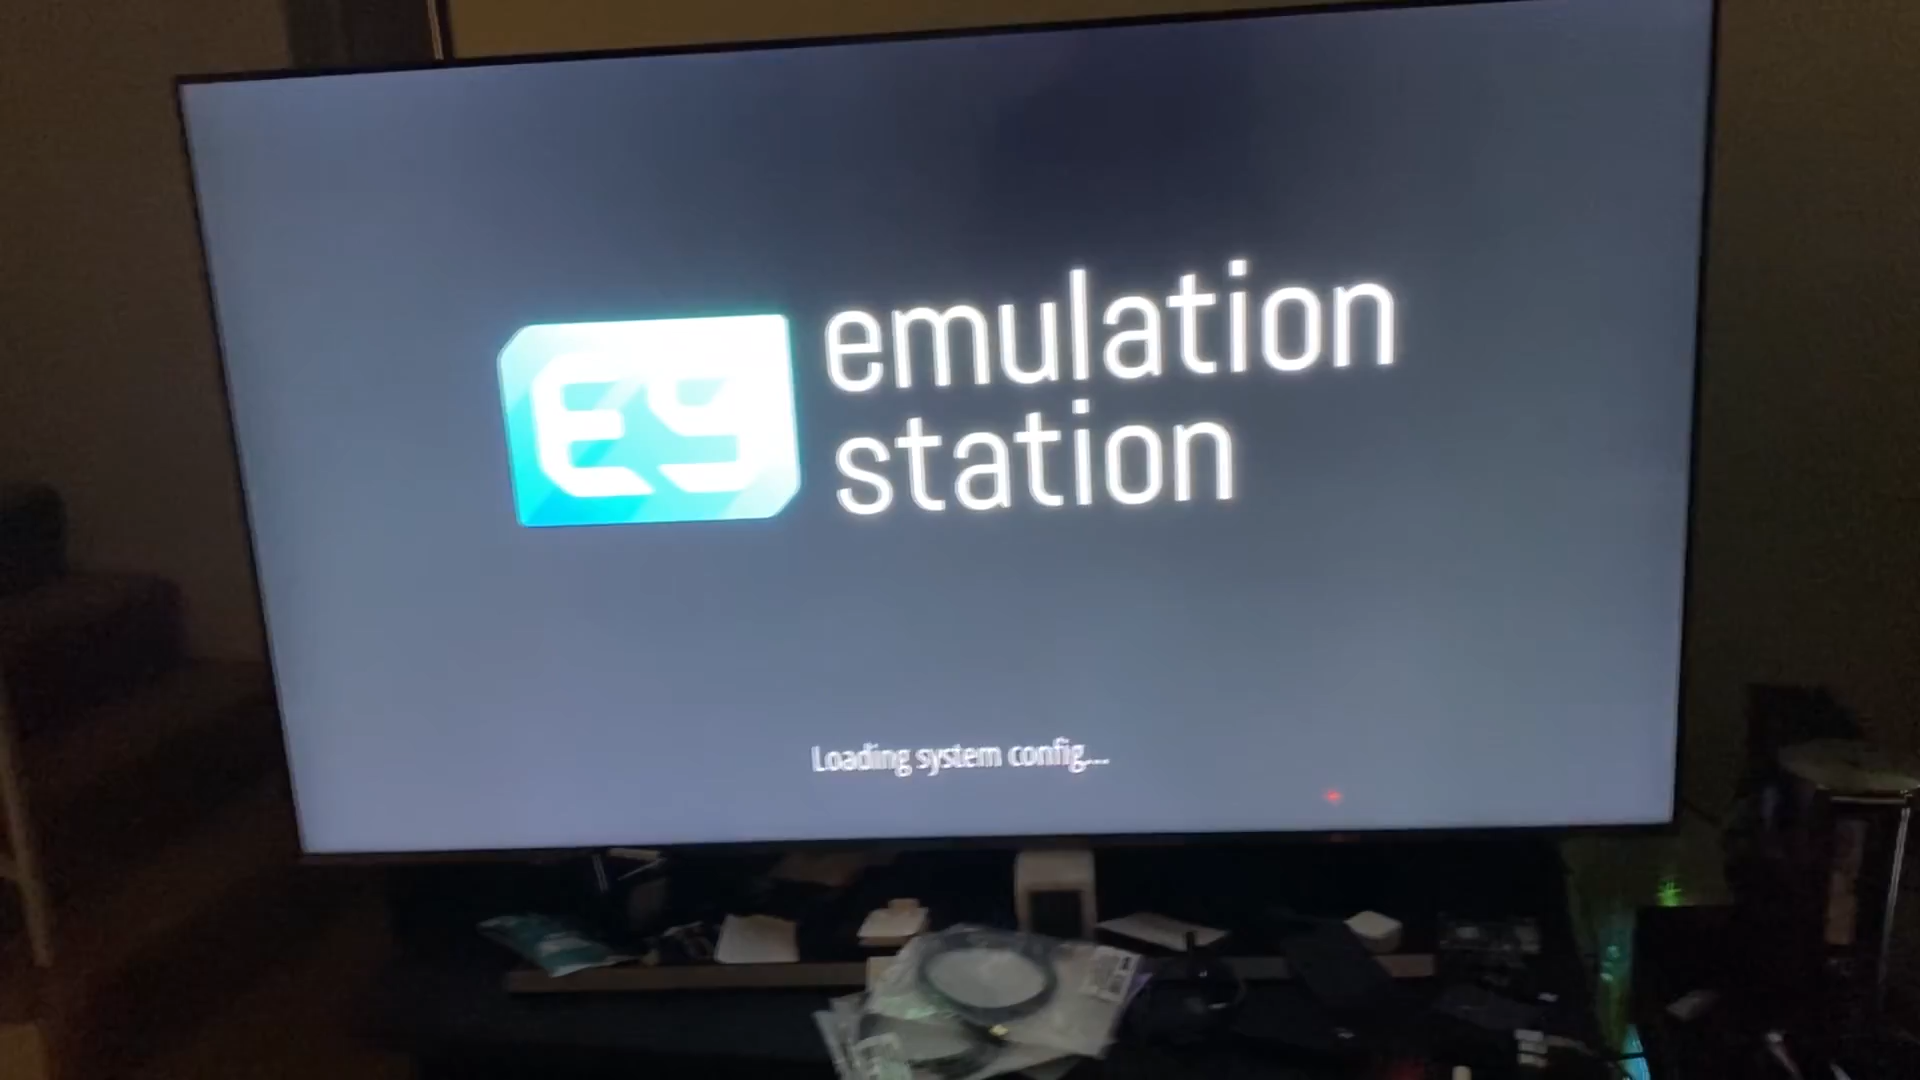 ES
emulation
station
Loading system config...